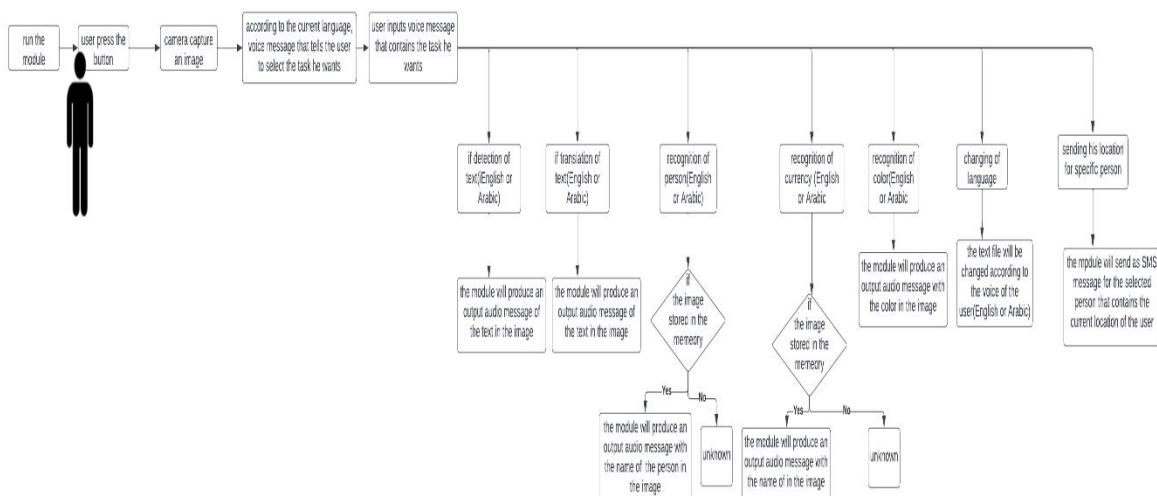 run the
module
user press the
button
camera capture
an image
according to the current language,
voice message that tells the user
to select the task he wants
user inputs voice message
that contains the task he
wants
if detection of
text(English or
Arabic)
if translation of
text(English or
Arabic)
recognition of
person(English
or Arabic)
recognition of
currency (English
or Arabic
recognition of
color(English
or Arabic
changing of
language
sending his location
for specific person
the module will produce an
output audio message of
the text in the image
the module will produce an
output audio message of
the text in the image
if
the image
stored in the
memeory
if
the image
stored in the
memeory
the module will produce an
output audio message with
the color in the image
the text file will be
changed according to
the voice of the
user(English or Arabic)
the mpdule will send as SMS
message for the selected
person that contains the
current location of the user
Yes
No
Yes
No
the module will produce an
output audio message with
the name of the person in
the image
unknown
the module will produce an
output audio message with
the name of in the image
unknown